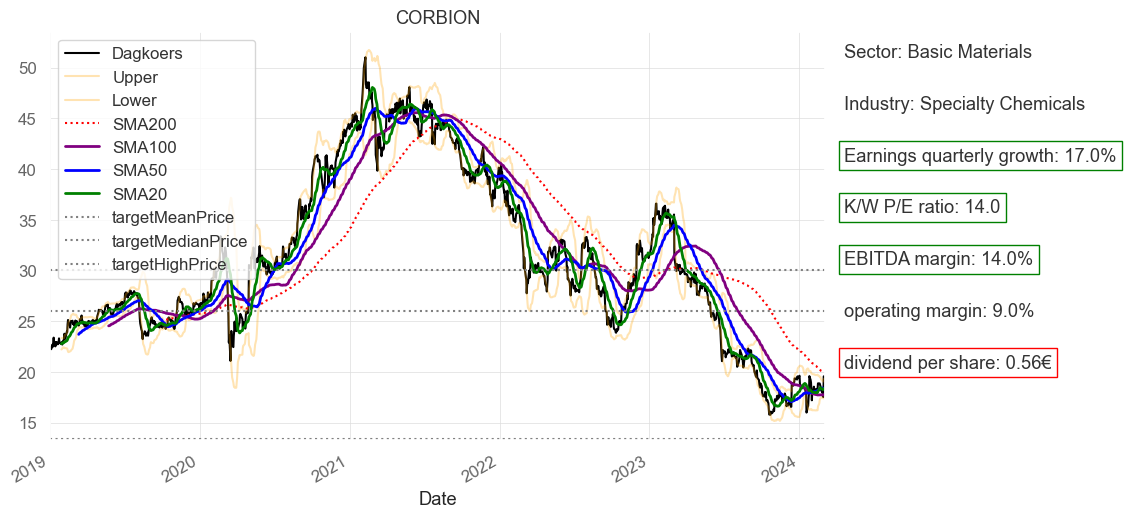 CORBION
50
45
40
35
30
25
20
15
Dagkoers
Upper
Lower
SMA200
SMA100
SMA50
SMA20
targetMeanPrice
targetMedianPrice
targetHighPrice
2019
2020
2021
2022
2023
2024
Date
Sector: Basic Materials
Industry: Specialty Chemicals
Earnings quarterly growth: 17.0%
K/W P/E ratio: 14.0
EBITDA margin: 14.0%
operating margin: 9.0%
dividend per share: 0.56€